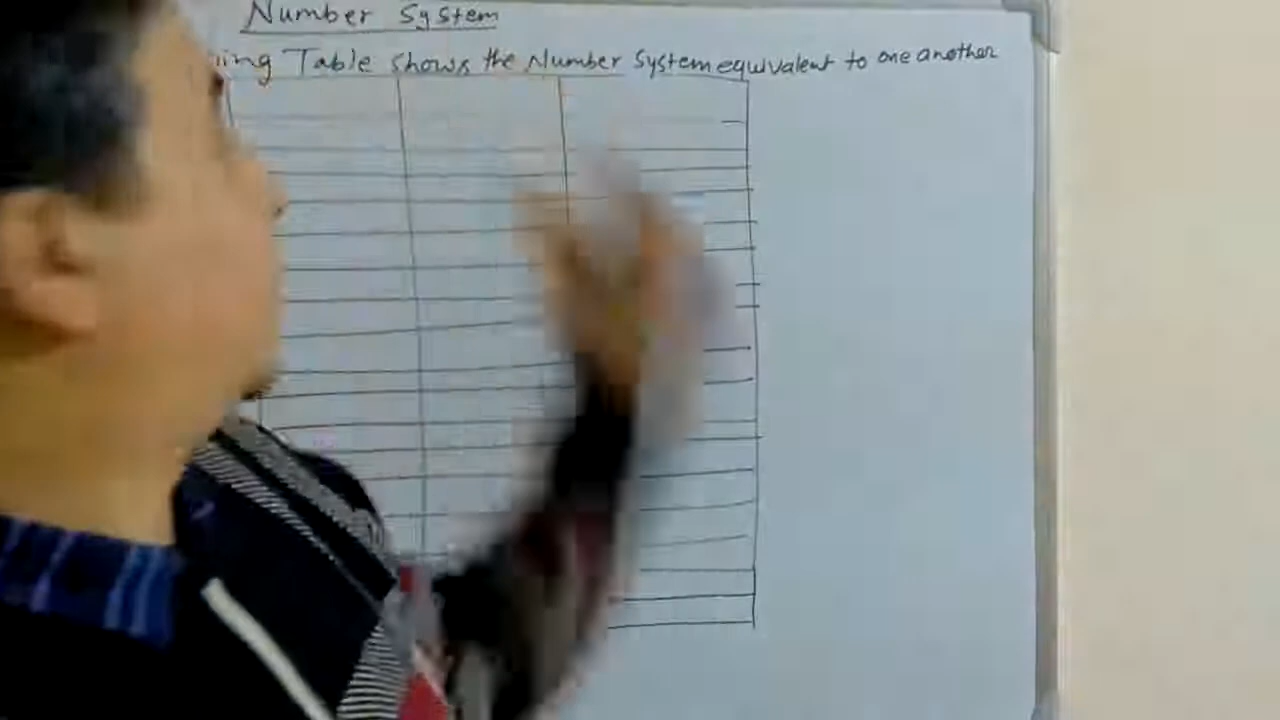 Number System
ing Table shows the Number System equivalent to one another